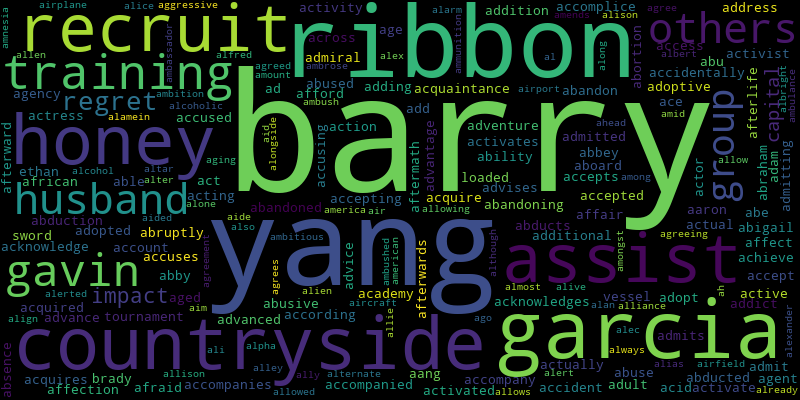 airplane alice aggressive activity alarm addition accomplice alison agree address
amnesia recruit ribbon across age amends others
allen alfred agreed admiral alex along al access albert activist
training ambassador amount ambrose abused adding acquaintance ammunition airport abortion abu accidentally albright ambulance
agency regret ambition ad afford abandon adoptive afterlife capital
actress alcoholic accused ambush add ace
afterward honey alamein barry aid alongside accusing action adventure ahead admitted group
ethan alcohol altar aging activates ability amid abbey allow abraham adam admitting
african able alter act aftermath advantage loaded aboard among actor
husband alone acting accepting advises accepts aaron
abduction aided aide abandoned america air allowing acquire abandoning accepted affair actual abe
sword adopted abruptly also yang advice abducts additional amongst agreeing abigail
acknowledge account agreement ambitious ambushed american although assist affect
gavin abby accuses agrees alien afterwards achieve
alerted impact aged abusive academy acknowledges almost alive vessel adopt ah active accept
acquired aim aircraft allie garcia alan alliance addict alexander
align advance tournament advanced according ago alec admits
absence countryside ali alpha actually always
acquires brady allison alley alternate aang accompany alert alias airfield admit
affection afraid accompanies ally accompanied accident abuse abducted agent
allowed activated allows adult acid activate already